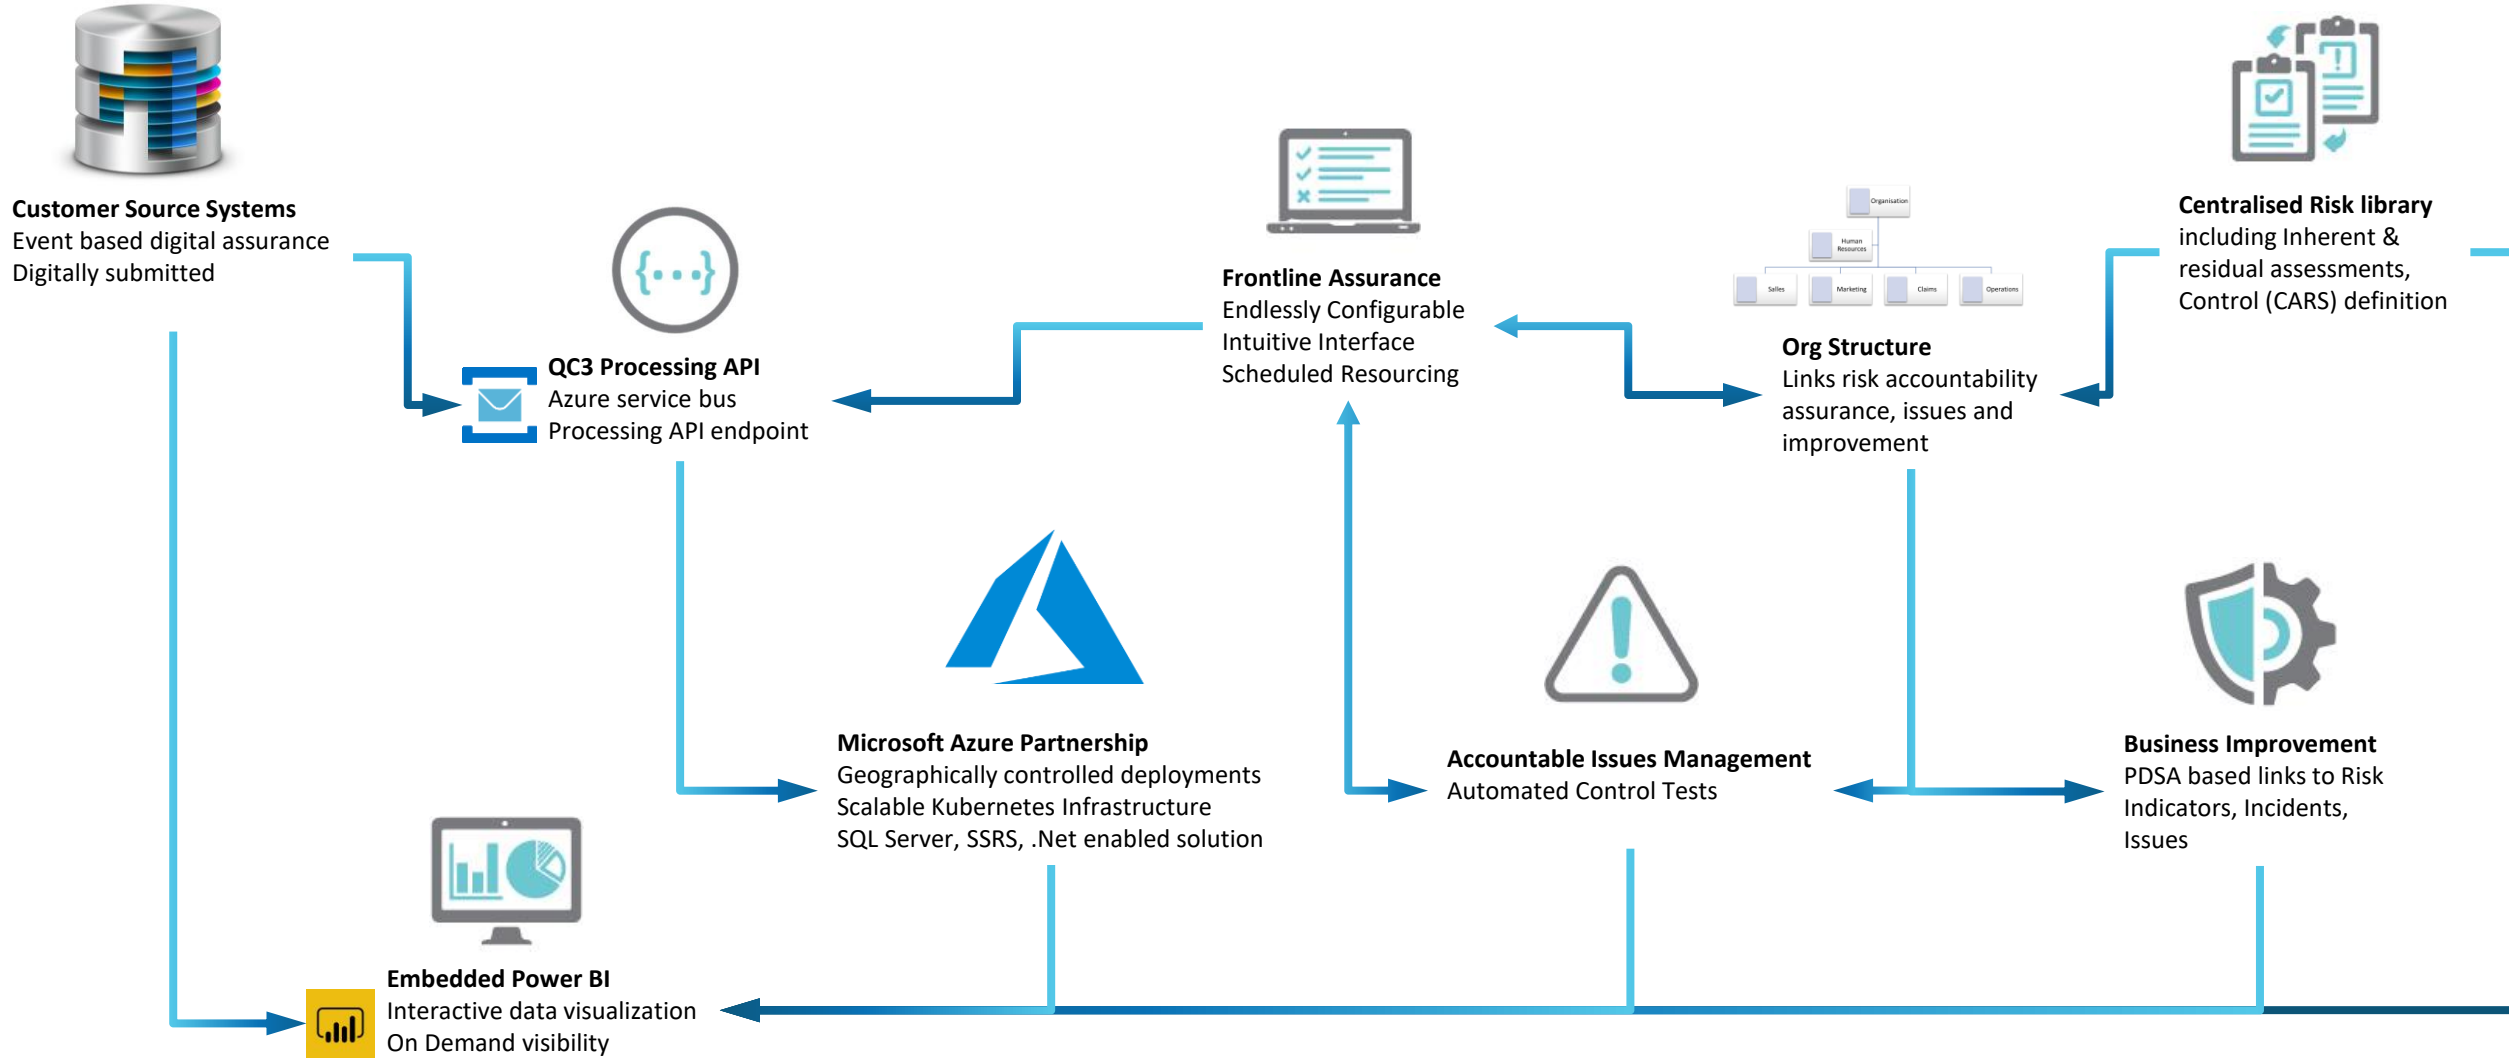 Customer Source Systems
Event based digital assurance
Digitally submitted
QC3 Processing API
Azure service bus
Processing API endpoint
Frontline Assurance
Endlessly Configurable
Intuitive Interface
Scheduled Resourcing
Organisation
Human
Resources
Salles
Marketing
Claims
Operations
Org Structure
Links risk accountability
assurance, issues and
improvement
Centralised Risk library
including Inherent &
residual assessments,
Control (CARS) definition
Microsoft Azure Partnership
Geographically controlled deployments
Scalable Kubernetes Infrastructure
SQL Server, SSRS, .Net enabled solution
Accountable Issues Management
Automated Control Tests
Business Improvement
PDSA based links to Risk
Indicators, Incidents,
Issues
Embedded Power BI
Interactive data visualization
On Demand visibility